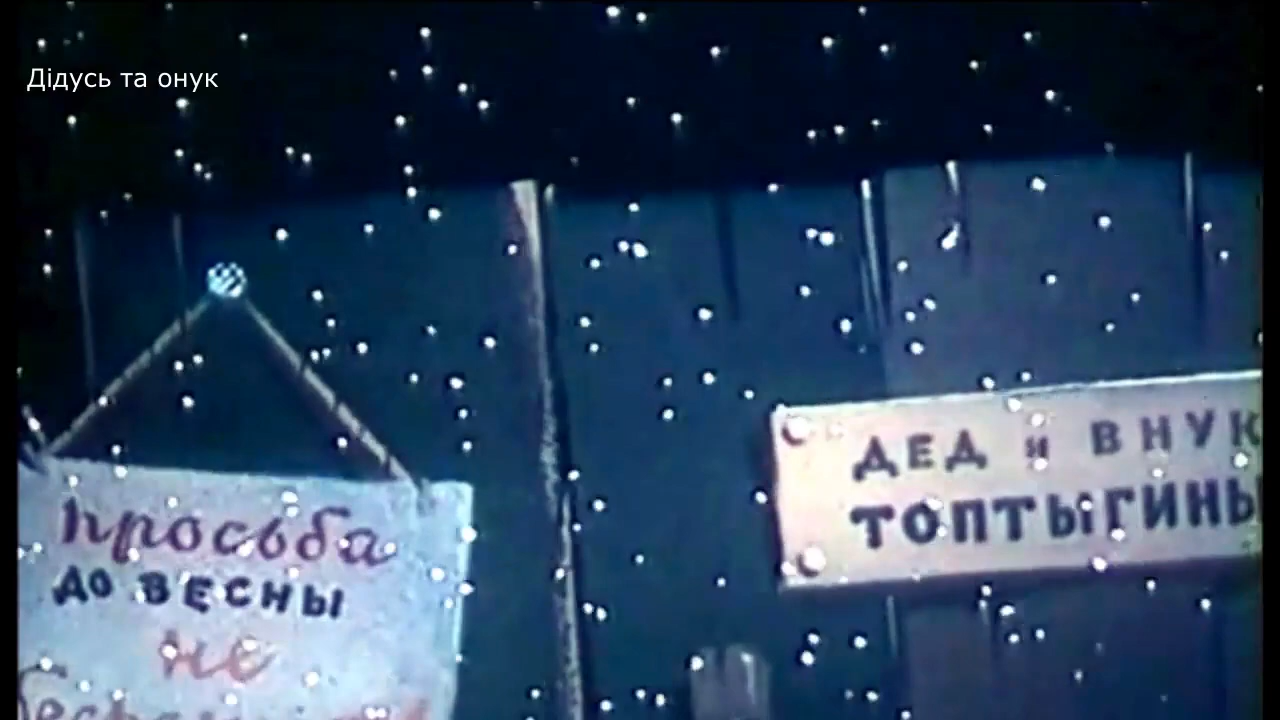 Дідусь та онук
Просьба
до ВЕСНЫ
не
ДЕД и ВНУК
ТОПТЫГИНЫ